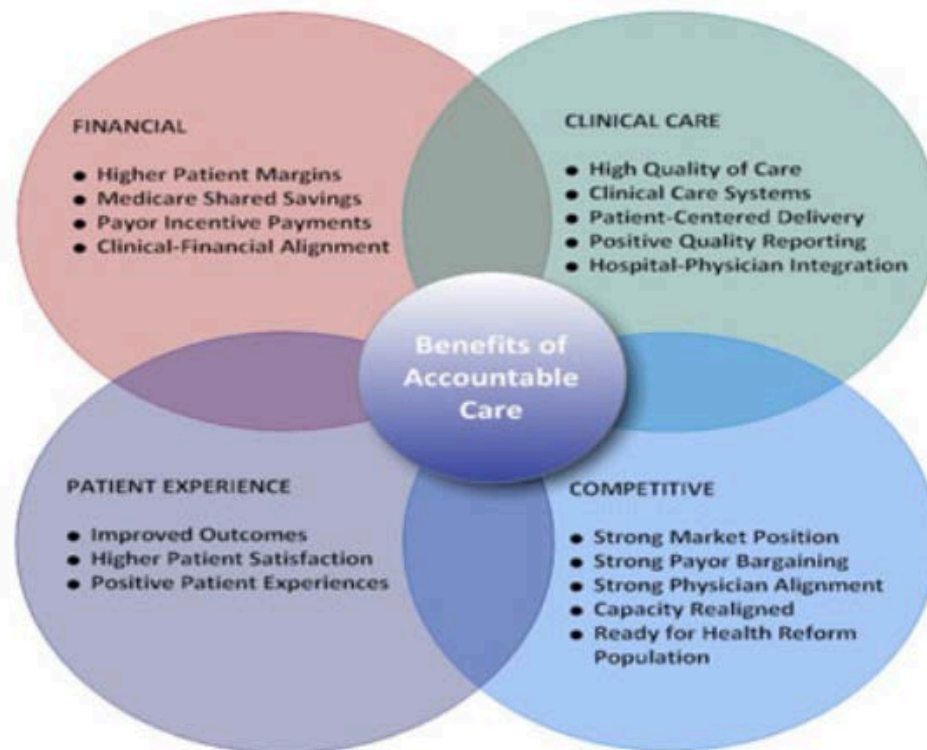 FINANCIAL
● Higher Patient Margins
● Medicare Shared Savings
● Payor Incentive Payments
● Clinical-Financial Alignment
CLINICAL CARE
● High Quality of Care
● Clinical Care Systems
● Patient-Centered Delivery
● Positive Quality Reporting
● Hospital-Physician Integration
Benefits of
Accountable
Care
PATIENT EXPERIENCE
● Improved Outcomes
● Higher Patient Satisfaction
● Positive Patient Experiences
COMPETITIVE
● Strong Market Position
● Strong Payor Bargaining
● Strong Physician Alignment
● Capacity Realigned
● Ready for Health Reform
Population